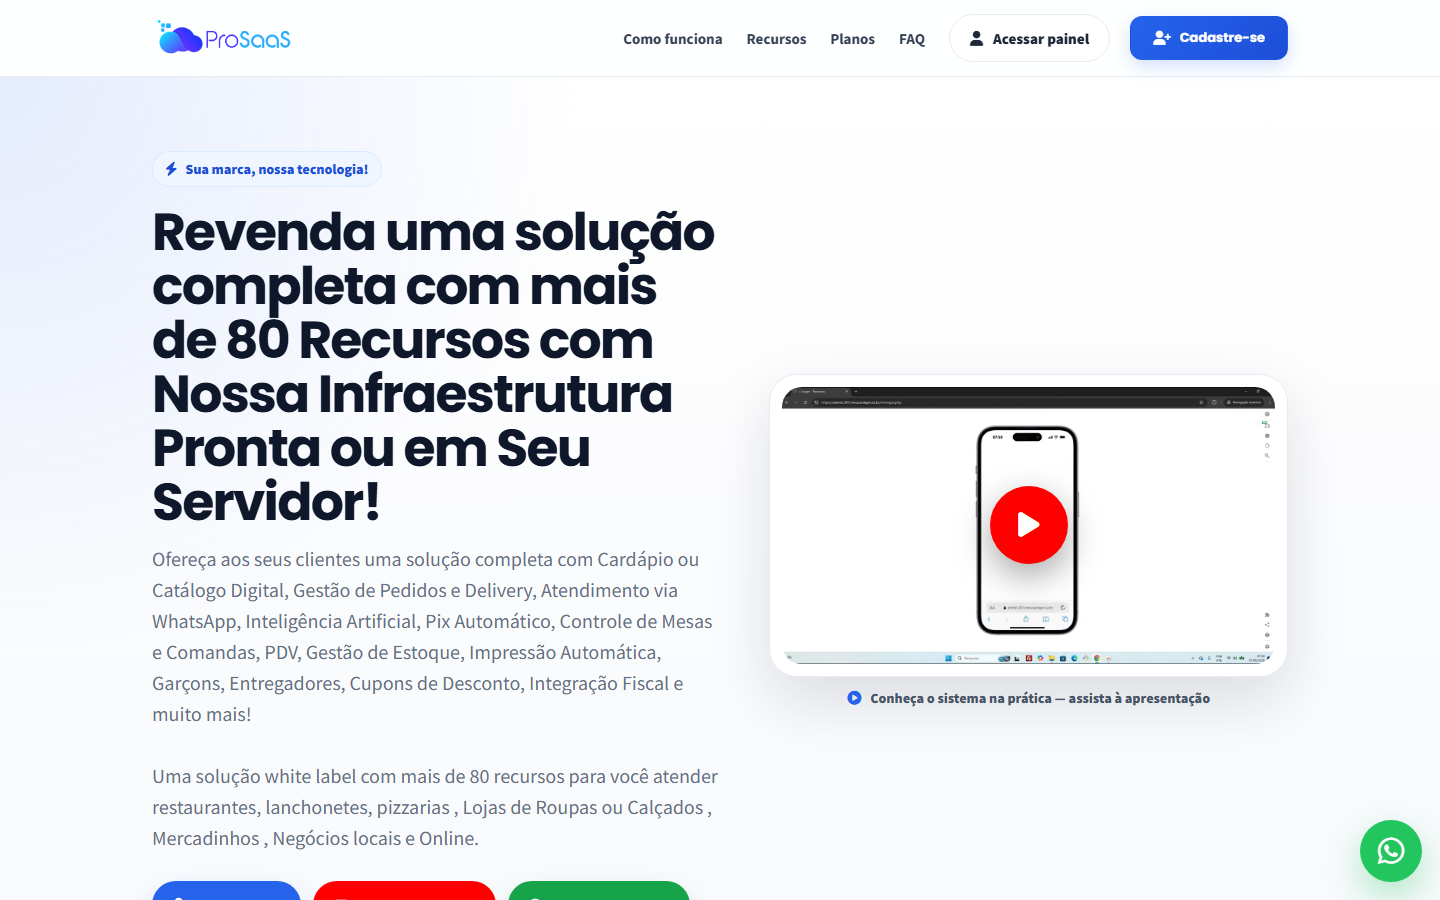 ProSaaS
Como funciona
Recursos
Planos
FAQ
Acessar painel
Cadastre-se
Sua marca, nossa tecnologia!
Revenda uma solução
completa com mais
de 80 Recursos com
Nossa Infraestrutura
Pronta ou em Seu
Servidor!
Ofereça aos seus clientes uma solução completa com Cardápio ou
Catálogo Digital, Gestão de Pedidos e Delivery, Atendimento via
WhatsApp, Inteligência Artificial, Pix Automático, Controle de Mesas
e Comandas, PDV, Gestão de Estoque, Impressão Automática,
Garçons, Entregadores, Cupons de Desconto, Integração Fiscal e
muito mais!
Uma solução white label com mais de 80 recursos para você atender
restaurantes, lanchonetes, pizzarias , Lojas de Roupas ou Calçados ,
Mercadinhos , Negócios locais e Online.
Conheça o sistema na prática — assista à apresentação